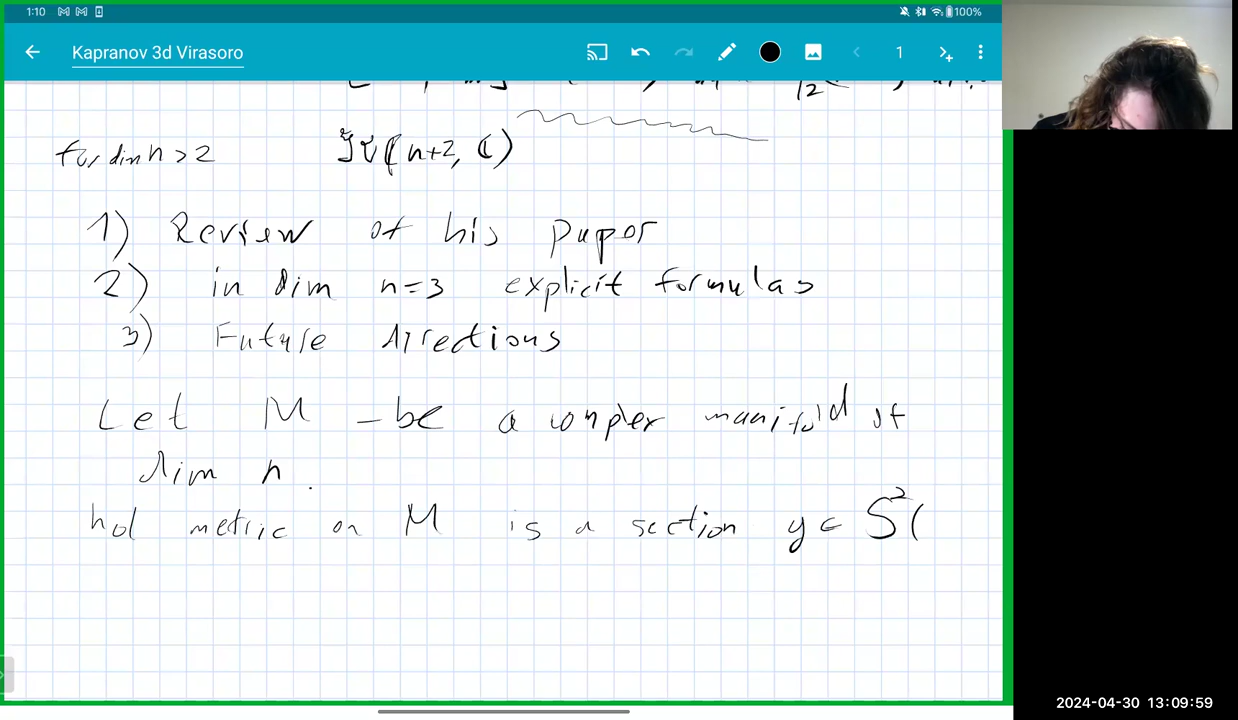 1:10
100%
Kapranov 3d Virasoro
1
for dim n > 2 (n+2, ℂ)
1) Review of his paper
2) in dim n=3 explicit formulas
3) Future directions
Let M – be a complex manifold of
dim n.
hol metric on M is a section g ∈ S²(
2024-04-30 13:09:59